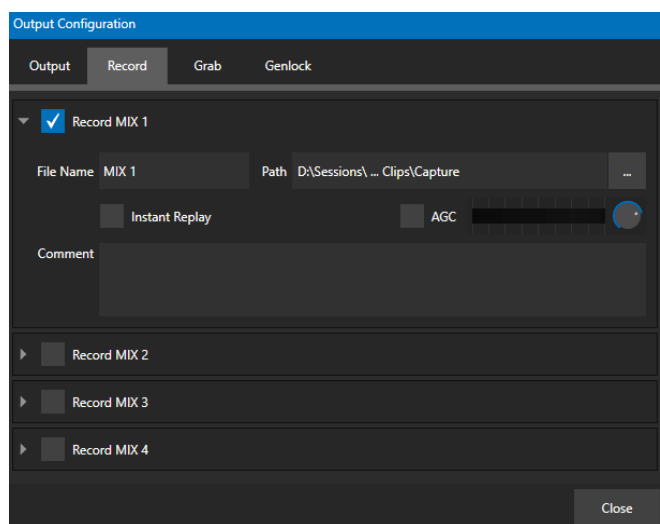 Output Configuration
Output Record Grab Genlock
Record MIX 1
File Name MIX 1 Path D:\Sessions\ ... Clips\Capture ...
Instant Replay AGC
Comment
Record MIX 2
Record MIX 3
Record MIX 4
Close